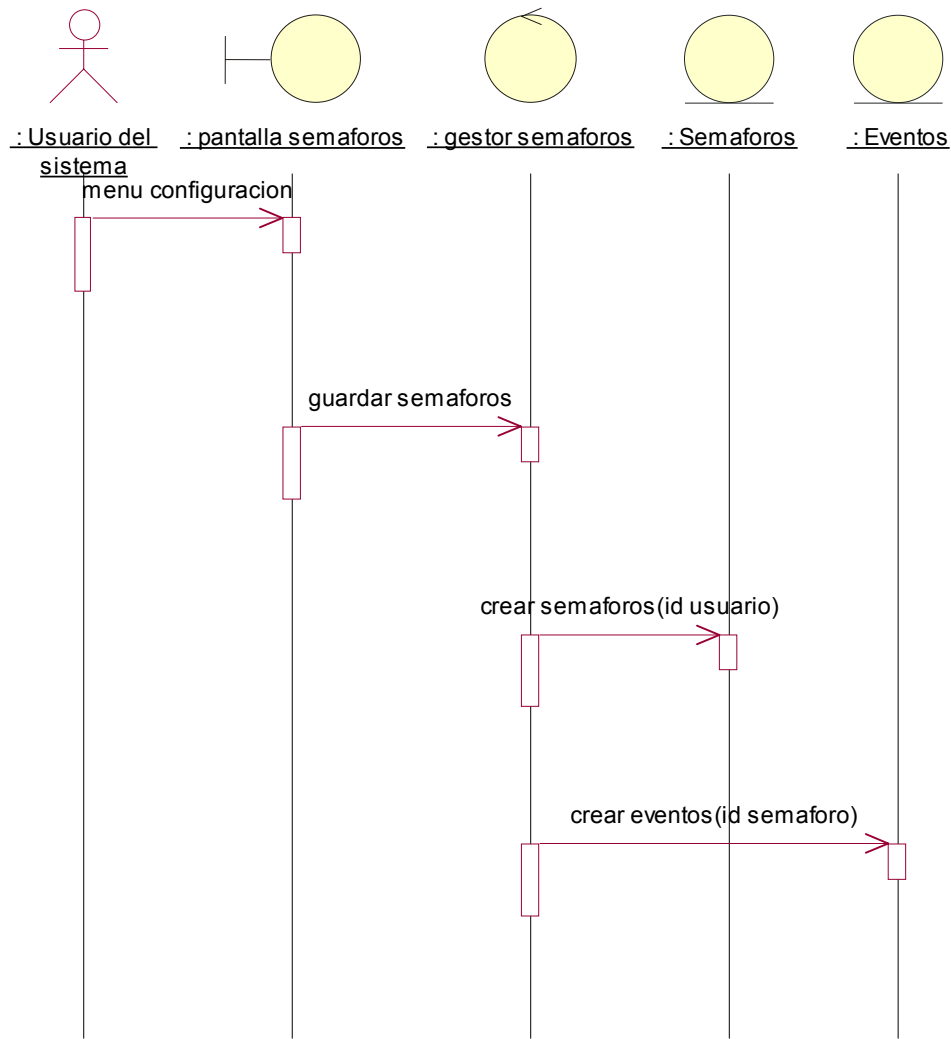 : Usuario del
sistema
: pantalla semaforos
: gestor semaforos
: Semaforos
: Eventos
menu configuracion
guardar semaforos
crear semaforos(id usuario)
crear eventos(id semaforo)